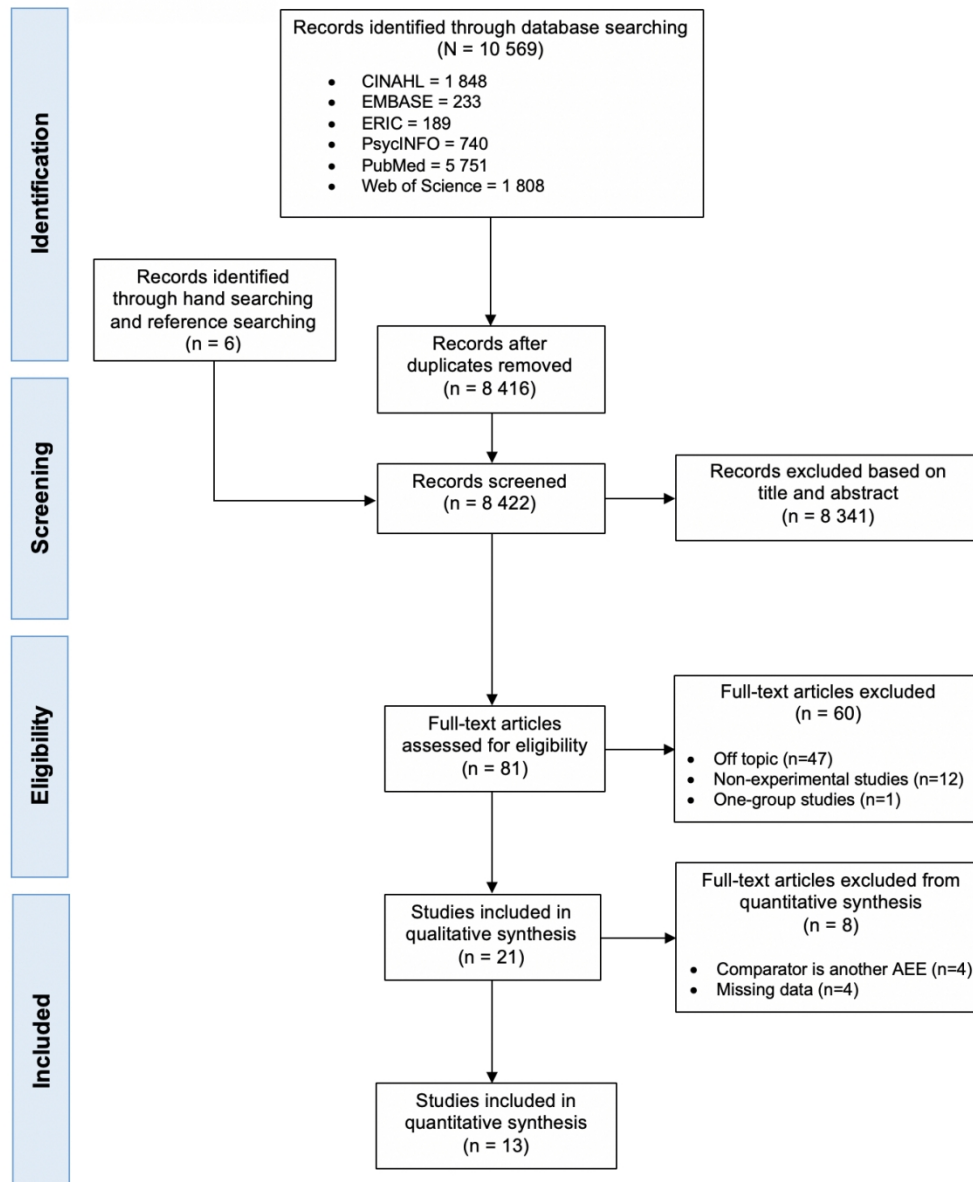 Identification
Records identified through database searching
(N = 10 569)
• CINAHL = 1 848
• EMBASE = 233
• ERIC = 189
• PsycINFO = 740
• PubMed = 5 751
• Web of Science = 1 808
Records identified
through hand searching
and reference searching
(n = 6)
Records after
duplicates removed
(n = 8 416)
Screening
Records screened
(n = 8 422)
Records excluded based on
title and abstract
(n = 8 341)
Eligibility
Full-text articles
assessed for eligibility
(n = 81)
Full-text articles excluded
(n = 60)
• Off topic (n=47)
• Non-experimental studies (n=12)
• One-group studies (n=1)
Included
Studies included in
qualitative synthesis
(n = 21)
Full-text articles excluded from
quantitative synthesis
(n = 8)
• Comparator is another AEE (n=4)
• Missing data (n=4)
Studies included in
quantitative synthesis
(n = 13)